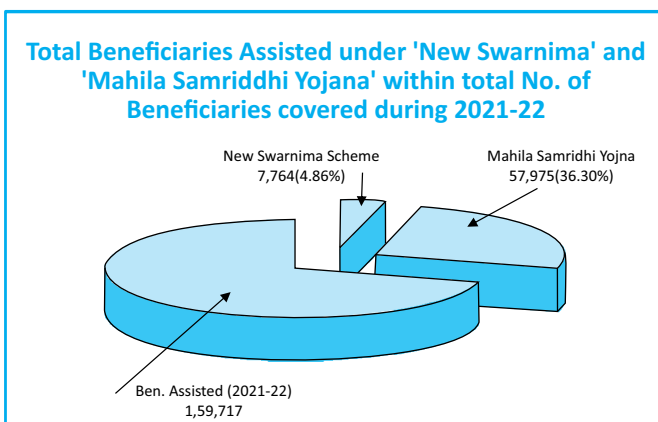 Total Beneficiaries Assisted under 'New Swarnima' and
'Mahila Samriddhi Yojana' within total No. of
Beneficiaries covered during 2021-22
New Swarnima Scheme
7,764(4.86%)
Mahila Samridhi Yojna
57,975(36.30%)
Ben. Assisted (2021-22)
1,59,717